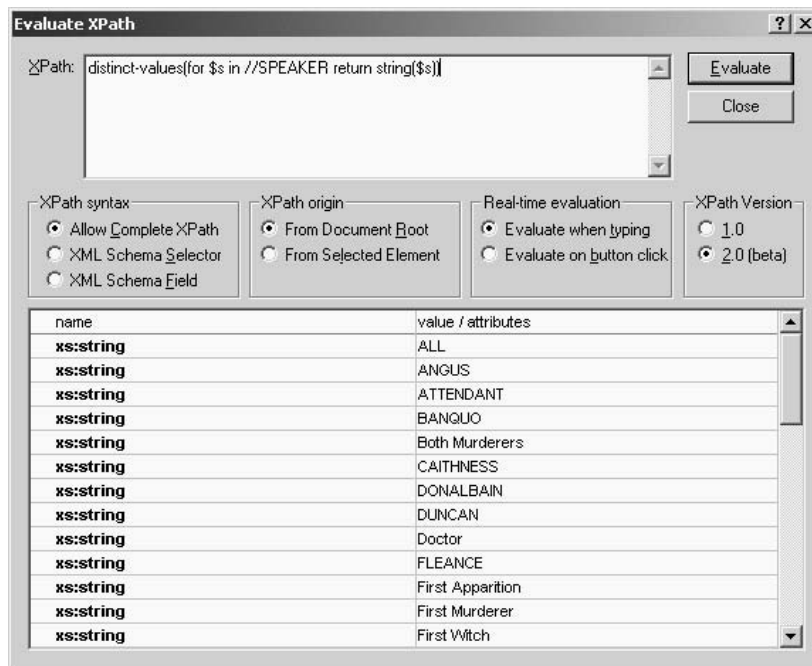 Evaluate XPath
XPath: distinct-values(for $s in //SPEAKER return string($s))
Evaluate
Close
XPath syntax
Allow Complete XPath
XML Schema Selector
XML Schema Field
XPath origin
From Document Root
From Selected Element
Real-time evaluation
Evaluate when typing
Evaluate on button click
XPath Version
1.0
2.0 (beta)
name value / attributes
xs:string ALL
xs:string ANGUS
xs:string ATTENDANT
xs:string BANQUO
xs:string Both Murderers
xs:string CAITHNESS
xs:string DONALBAIN
xs:string DUNCAN
xs:string Doctor
xs:string FLEANCE
xs:string First Apparition
xs:string First Murderer
xs:string First Witch